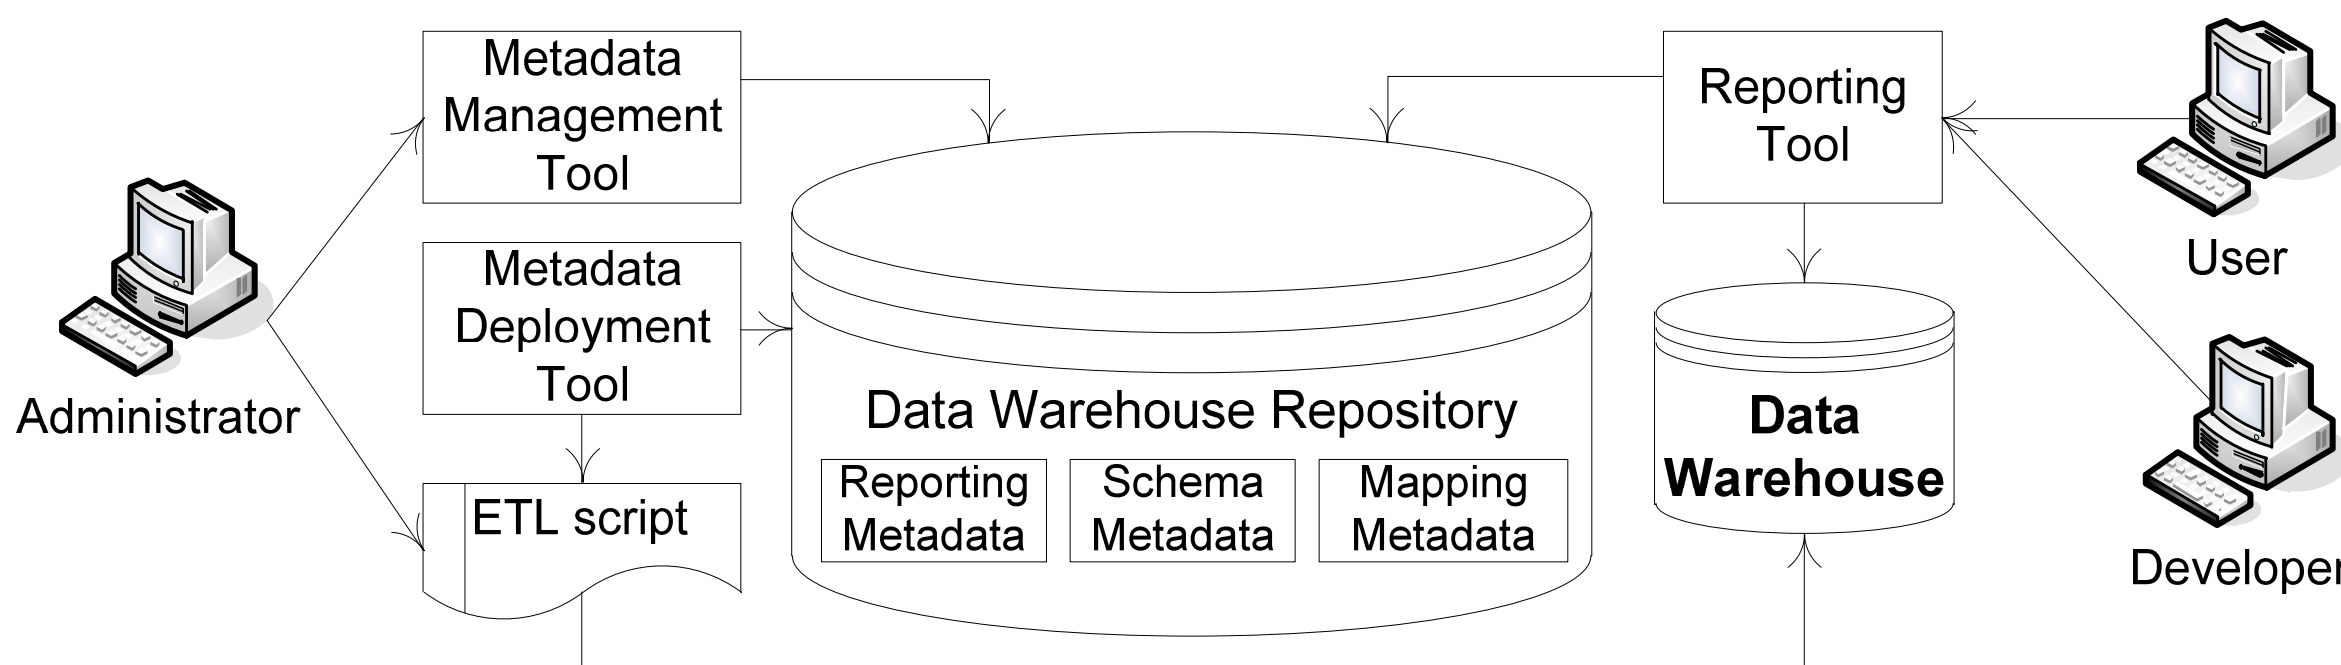 Metadata
Management
Tool
Reporting
Tool
User
Administrator
Metadata
Deployment
Tool
ETL script
Data Warehouse Repository
Reporting
Metadata
Schema
Metadata
Mapping
Metadata
Data
Warehouse
Developer